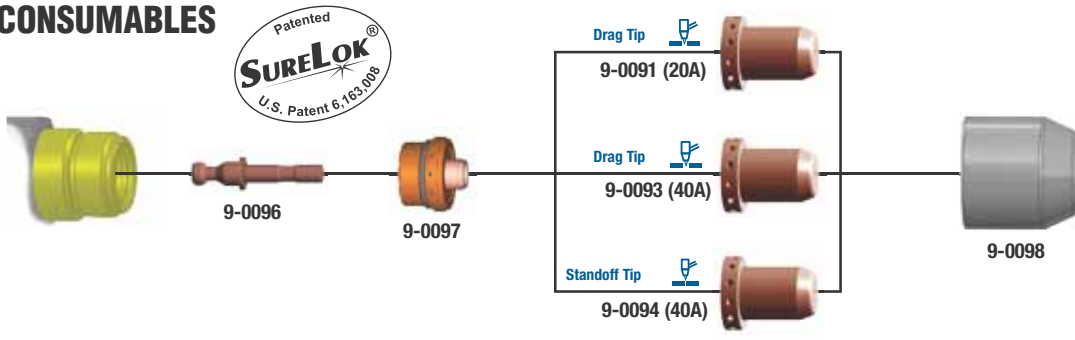 CONSUMABLES
Patented
SURELOK®
U.S. Patent 6,163,008
Drag Tip
9-0091 (20A)
Drag Tip
9-0093 (40A)
Standoff Tip
9-0094 (40A)
9-0096
9-0097
9-0098